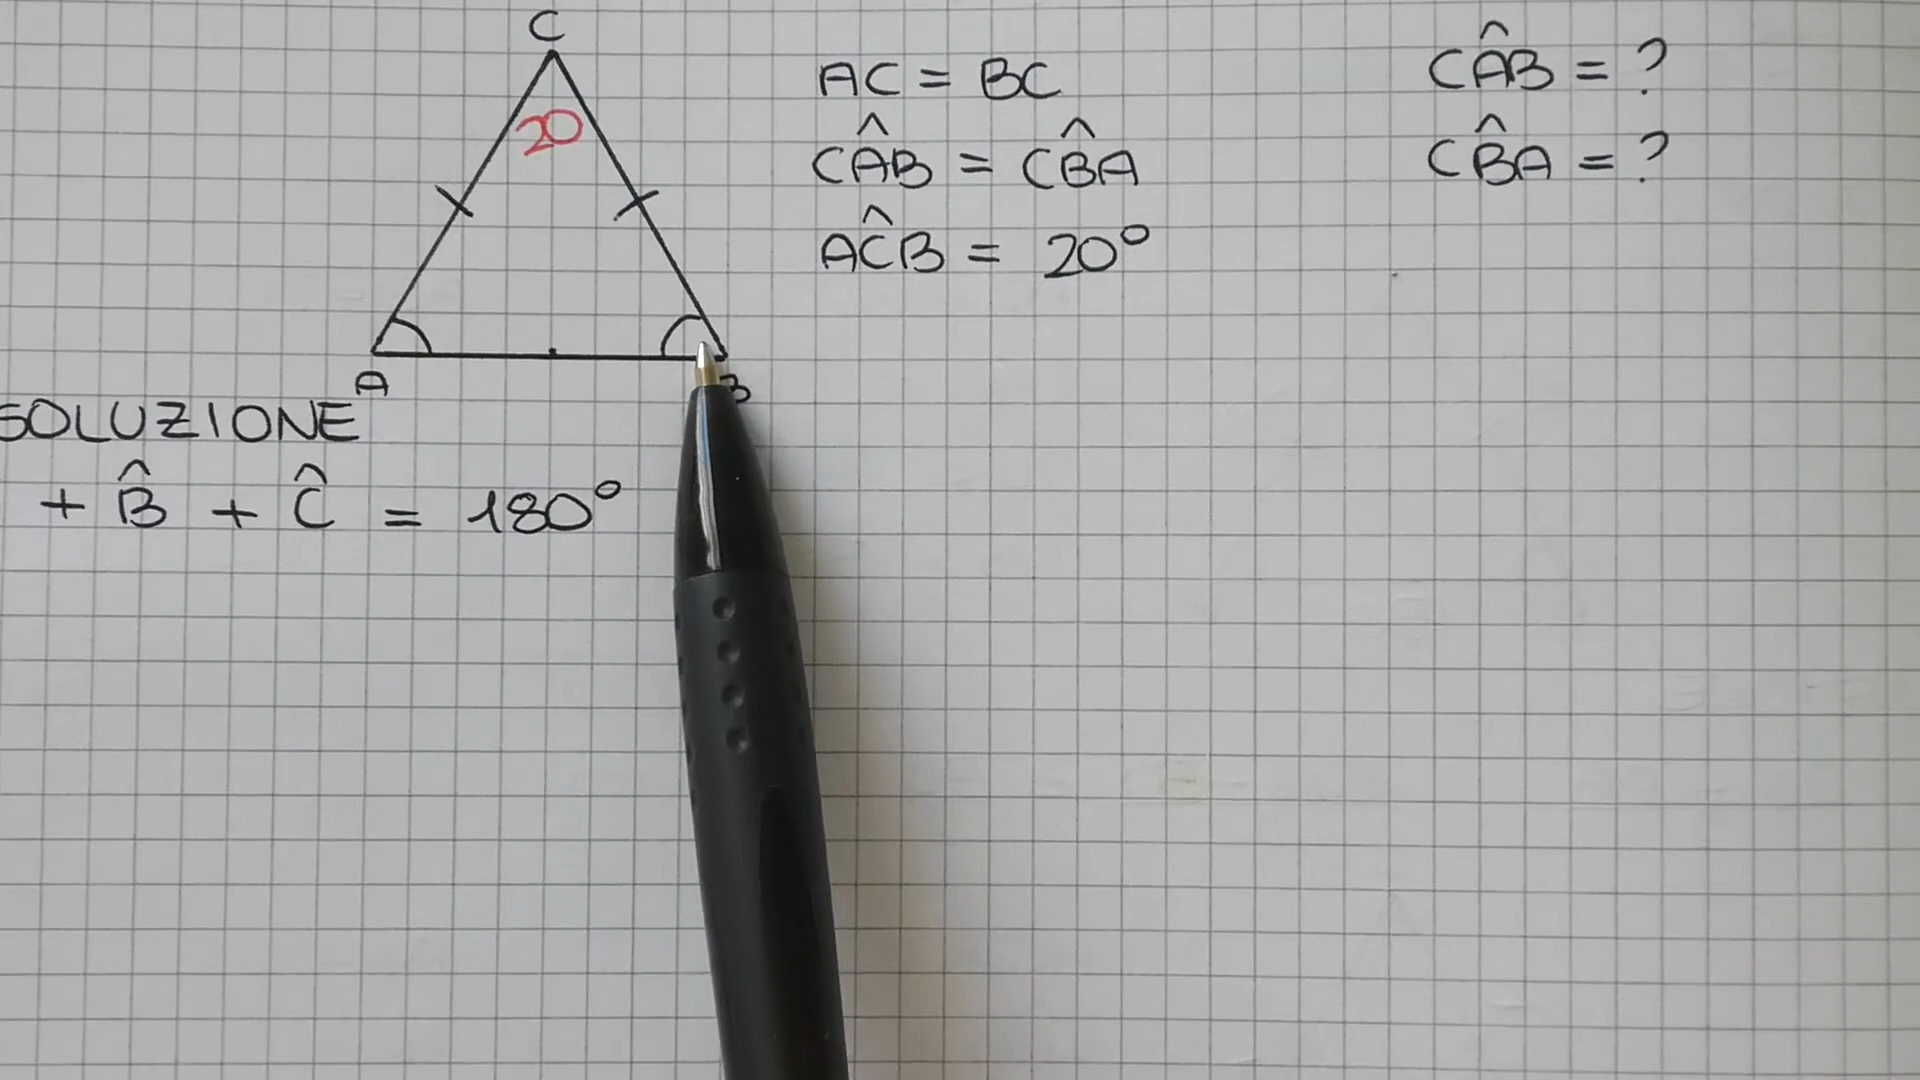 C
20
A
B
AC = BC
CÂB = CB̂A
AĈB = 20°
CÂB = ?
CB̂A = ?
SOLUZIONE
+ B̂ + Ĉ = 180°